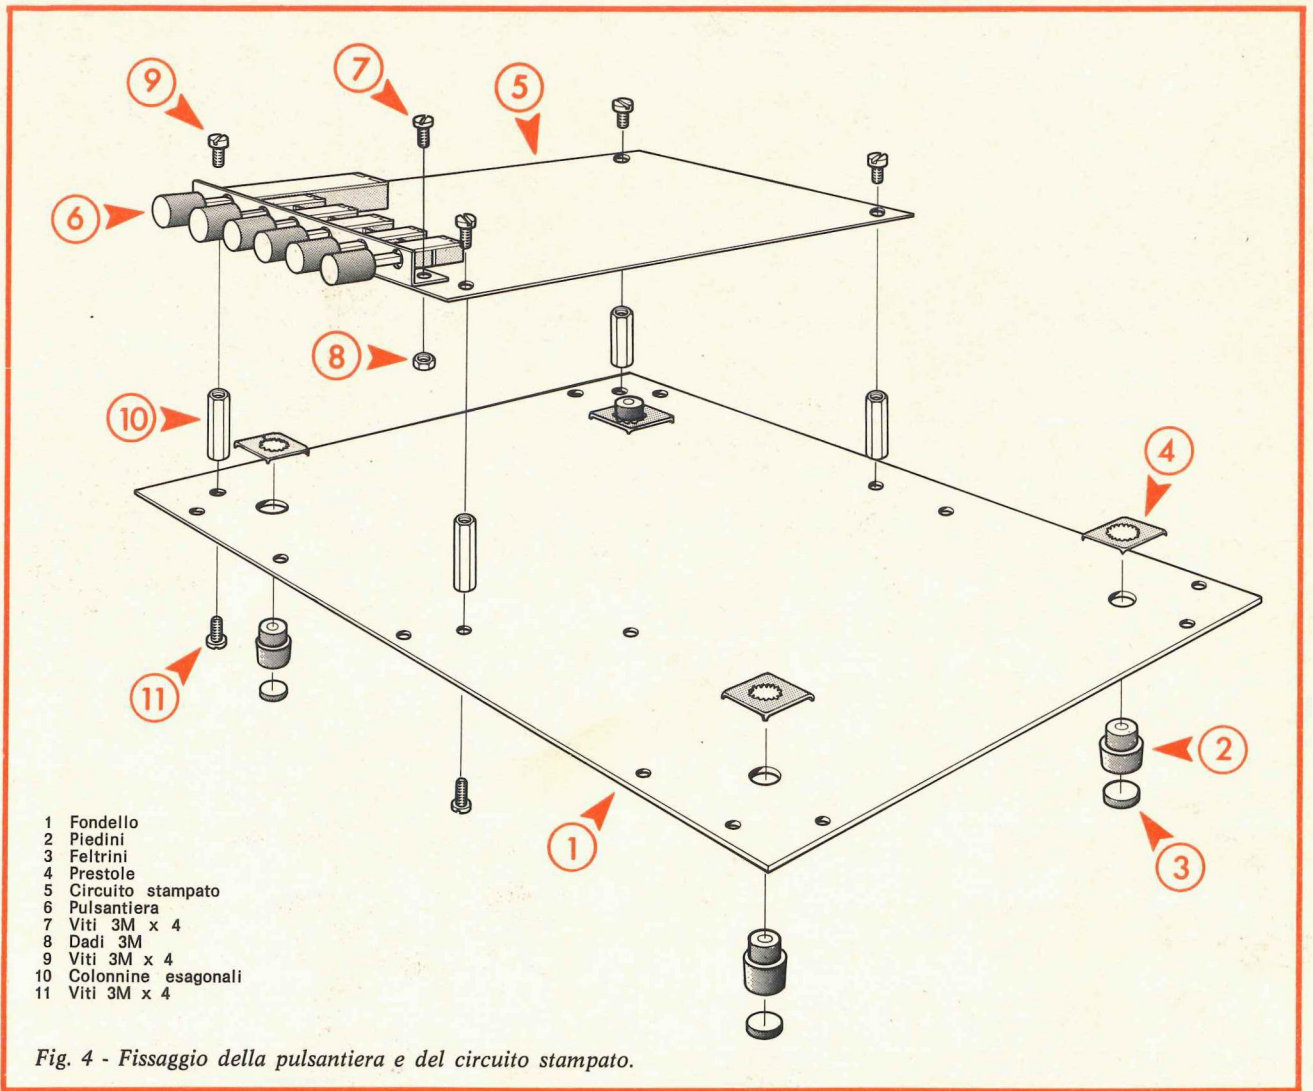 9
7
5
6
8
10
4
11
2
1
3
1 Fondello
2 Piedini
3 Feltrini
4 Prestole
5 Circuito stampato
6 Pulsantiera
7 Viti 3M x 4
8 Dadi 3M
9 Viti 3M x 4
10 Colonnine esagonali
11 Viti 3M x 4
Fig. 4 - Fissaggio della pulsantiera e del circuito stampato.